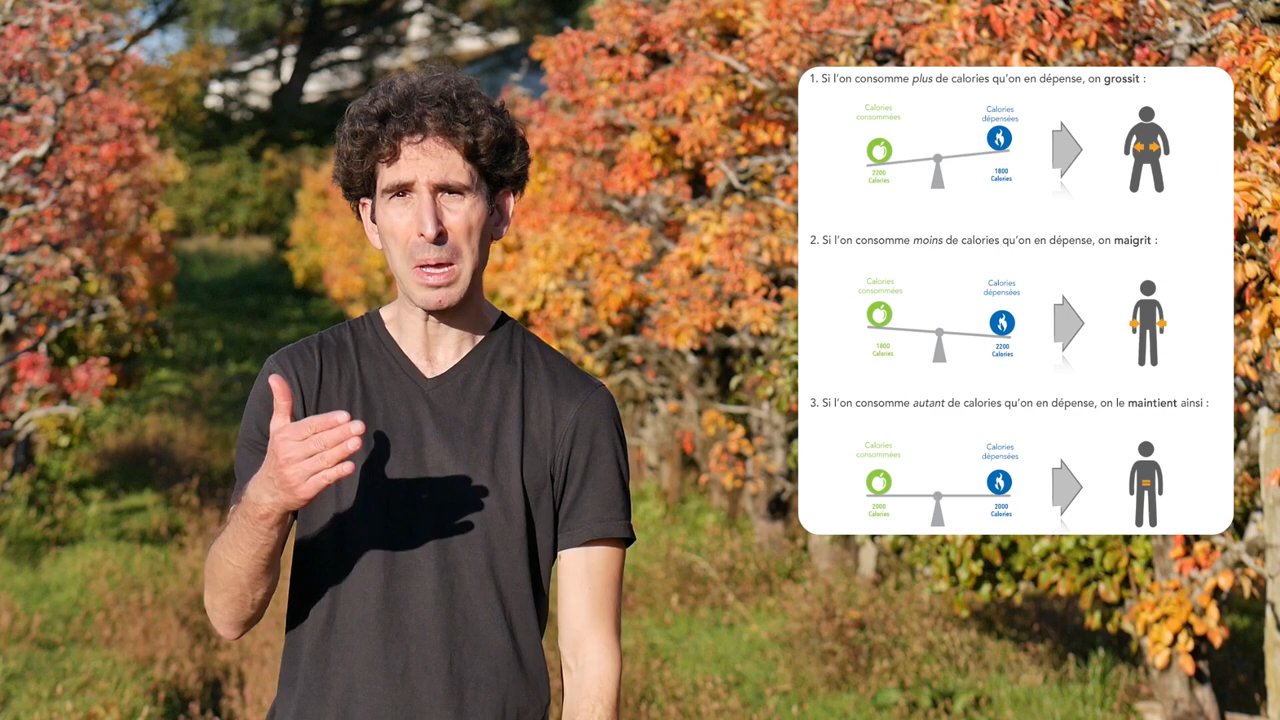 1. Si l'on consomme plus de calories qu'on en dépense, on grossit :
Calories
consommées
Calories
dépensées
2200
Calories
1800
Calories
2. Si l'on consomme moins de calories qu'on en dépense, on maigrit :
Calories
consommées
Calories
dépensées
1800
Calories
2200
Calories
3. Si l'on consomme autant de calories qu'on en dépense, on le maintient ainsi :
Calories
consommées
Calories
dépensées
2000
Calories
2000
Calories